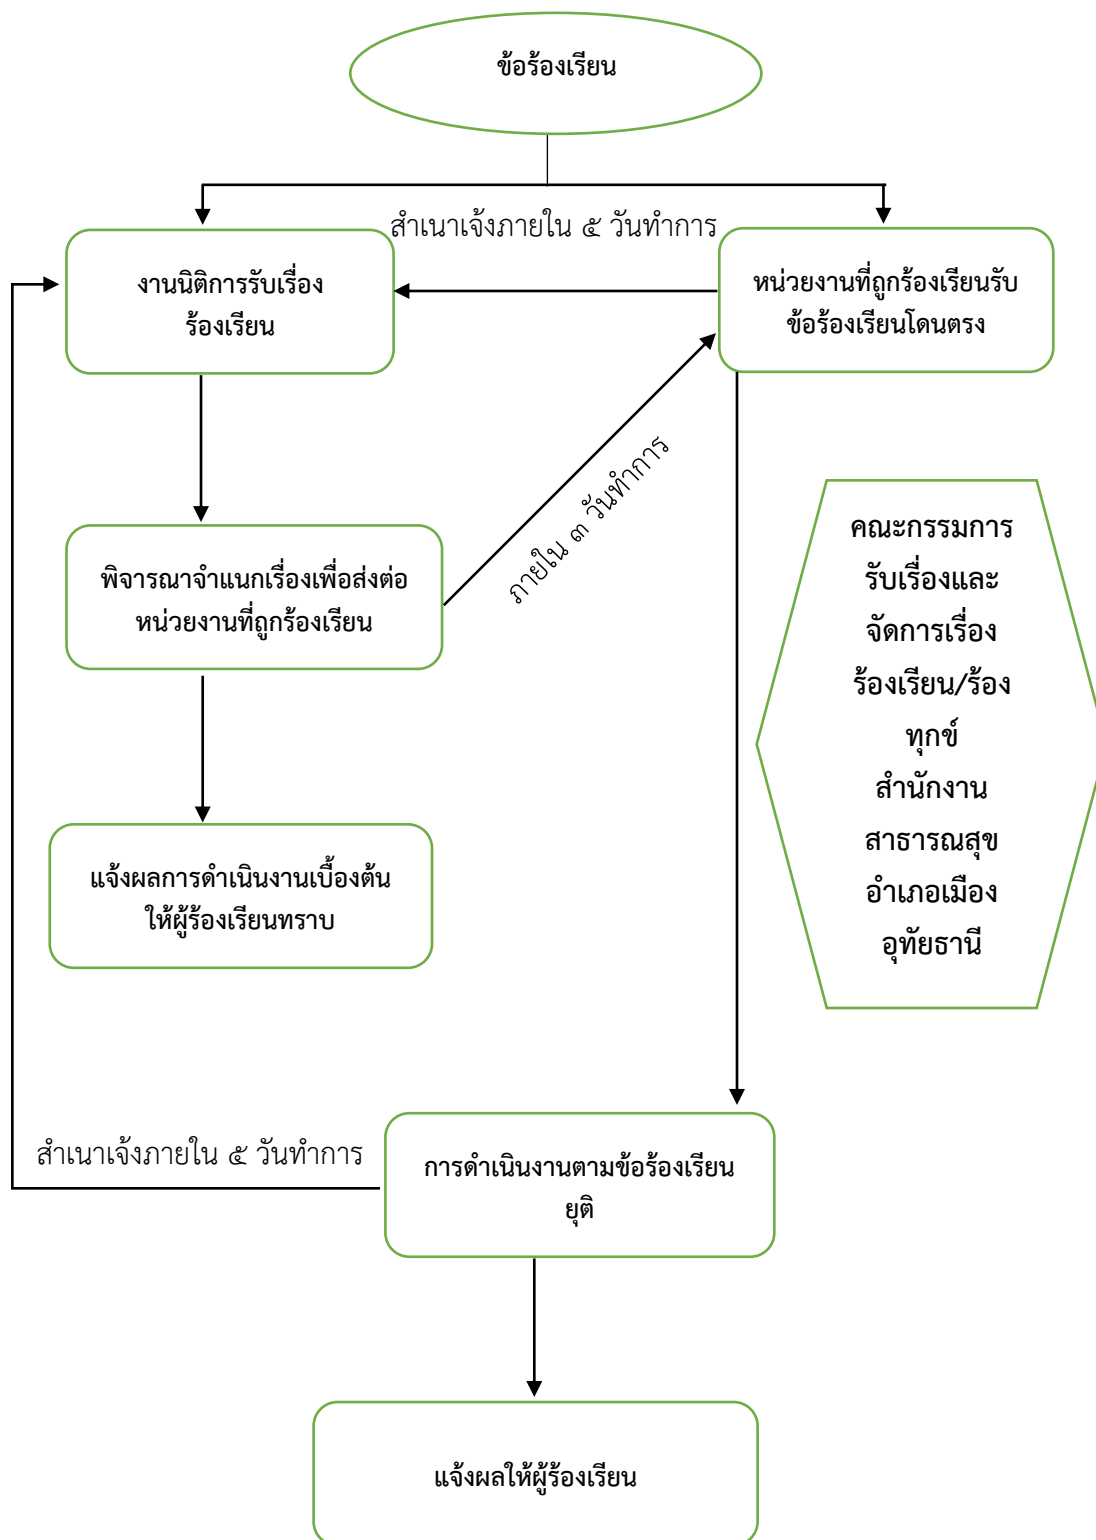 ข้อร้องเรียน
สำเนาเจ้งภายใน ๕ วันทำการ
งานนิติการรับเรื่อง
ร้องเรียน
หน่วยงานที่ถูกร้องเรียนรับ
ข้อร้องเรียนโดนตรง
ภายใน ๓ วันทำการ
พิจารณาจำแนกเรื่องเพื่อส่งต่อ
หน่วยงานที่ถูกร้องเรียน
คณะกรรมการ
รับเรื่องและ
จัดการเรื่อง
ร้องเรียน/ร้อง
ทุกข์
สำนักงาน
สาธารณสุข
อำเภอเมือง
อุทัยธานี
แจ้งผลการดำเนินงานเบื้องต้น
ให้ผู้ร้องเรียนทราบ
สำเนาเจ้งภายใน ๕ วันทำการ
การดำเนินงานตามข้อร้องเรียน
ยุติ
แจ้งผลให้ผู้ร้องเรียน